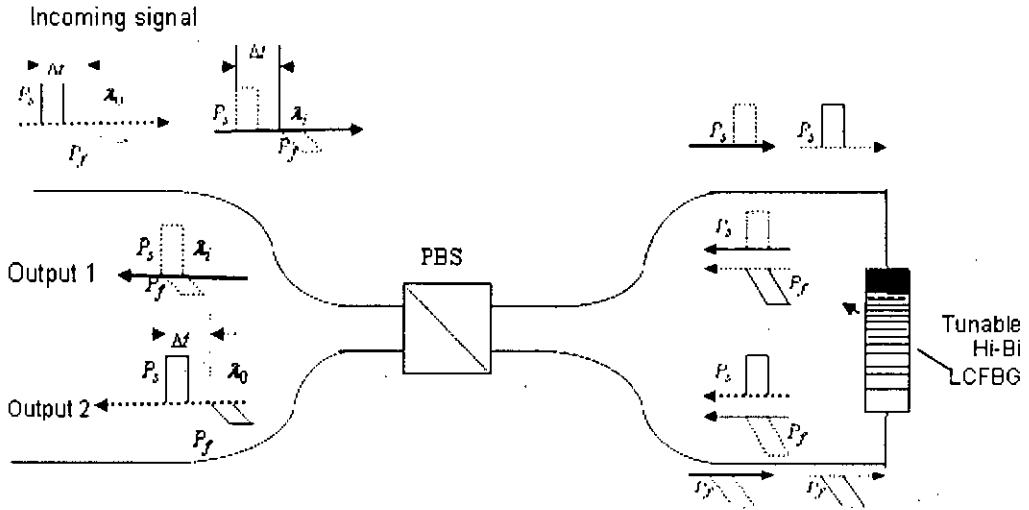 Incoming signal
Δt
P_s λ_0
P_f
Δt
P_s λ_i
P_f
P_s P_s
P_s λ_i
Output 1
P_f
Δt
P_s λ_0
Output 2
P_f
PBS
P_s
P_f
P_s
P_f
P_f P_f
Tunable
Hi-Bi
LCFBG